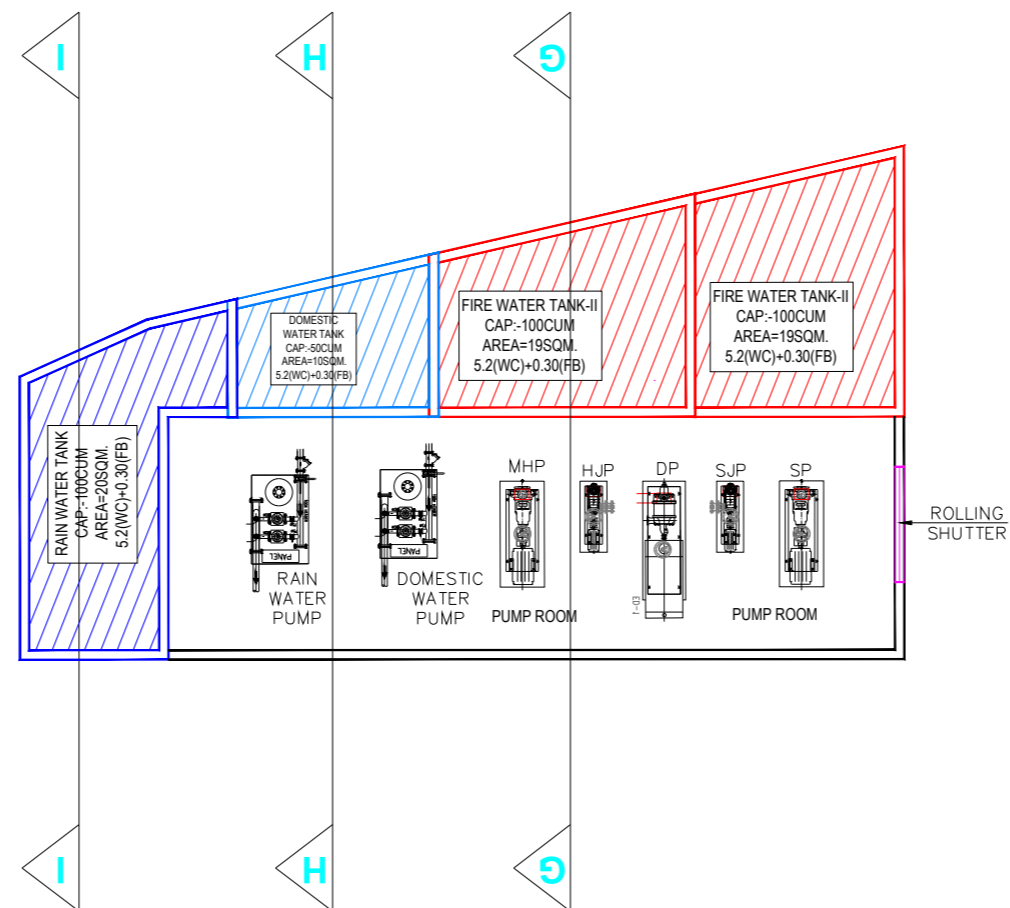 I
H
G
FIRE WATER TANK-II
CAP:-100CUM
AREA=19SQM.
5.2(WC)+0.30(FB)
FIRE WATER TANK-II
CAP:-100CUM
AREA=19SQM.
5.2(WC)+0.30(FB)
DOMESTIC
WATER TANK
CAP:-50CUM
AREA=10SQM.
5.2(WC)+0.30(FB)
RAIN WATER TANK
CAP:-100CUM
AREA=20SQM.
5.2(WC)+0.30(FB)
MHP
HJP
DP
SJP
SP
PANEL
PANEL
RAIN
WATER
PUMP
DOMESTIC
WATER
PUMP
PUMP ROOM
ED-1
PUMP ROOM
ROLLING
SHUTTER
I
H
G